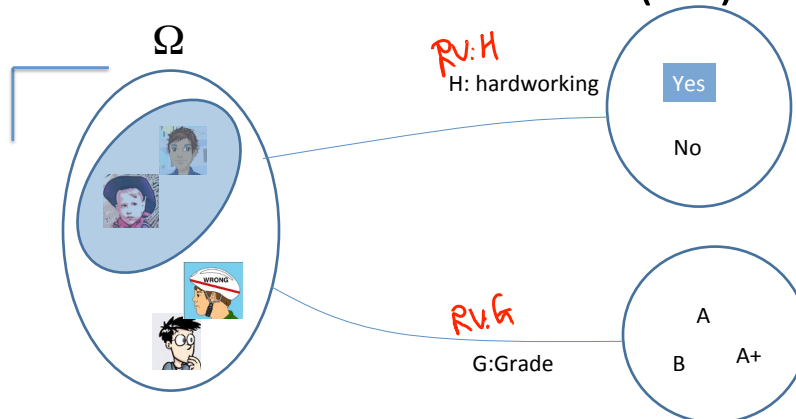 Ω
RV:H
H: hardworking
Yes
No
WRONG
RV:G
G:Grade
A
B
A+